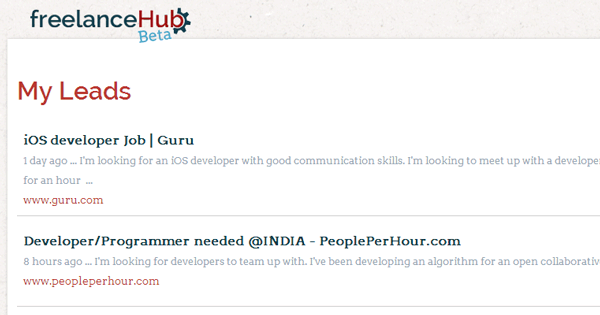 freelanceHub
Beta
My Leads
iOS developer Job | Guru
1 day ago ... I'm looking for an iOS developer with good communication skills. I'm looking to meet up with a develope
for an hour ...
www.guru.com
Developer/Programmer needed @INDIA - PeoplePerHour.com
8 hours ago ... I'm looking for developers to team up with. I've been developing an algorithm for an open collaborativ
www.peopleperhour.com